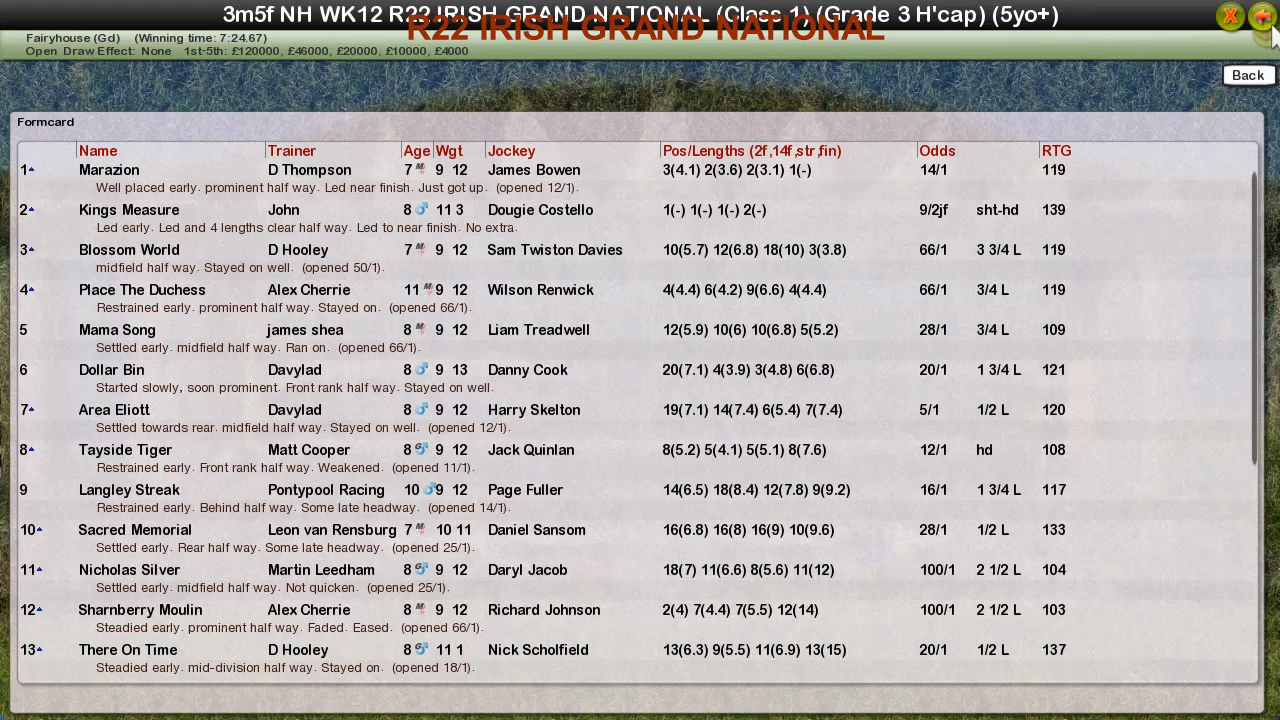 3m5f NH WK12 R22 IRISH GRAND NATIONAL (Class 1) (Grade 3 H'cap) (5yo+)
R22 IRISH GRAND NATIONAL
Fairyhouse (Gd) (Winning time: 7:24.67)
Open Draw Effect: None 1st-5th: £120000, £46000, £20000, £10000, £4000
Back
Formcard
Name Trainer Age Wgt Jockey Pos/Lengths (2f,14f,str,fin) Odds RTG
1 Marazion D Thompson 7 9 12 James Bowen 3(4.1) 2(3.6) 2(3.1) 1(-) 14/1 119
Well placed early. prominent half way. Led near finish. Just got up. (opened 12/1).
2 Kings Measure John 8 11 3 Dougie Costello 1(-) 1(-) 1(-) 2(-) 9/2jf sht-hd 139
Led early. Led and 4 lengths clear half way. Led to near finish. No extra.
3 Blossom World D Hooley 7 9 12 Sam Twiston Davies 10(5.7) 12(6.8) 18(10) 3(3.8) 66/1 3 3/4 L 119
midfield half way. Stayed on well. (opened 50/1).
4 Place The Duchess Alex Cherrie 11 9 12 Wilson Renwick 4(4.4) 6(4.2) 9(6.6) 4(4.4) 66/1 3/4 L 119
Restrained early. prominent half way. Stayed on. (opened 66/1).
5 Mama Song james shea 8 9 12 Liam Treadwell 12(5.9) 10(6) 10(6.8) 5(5.2) 28/1 3/4 L 109
Settled early. midfield half way. Ran on. (opened 66/1).
6 Dollar Bin Davylad 8 9 13 Danny Cook 20(7.1) 4(3.9) 3(4.8) 6(6.8) 20/1 1 3/4 L 121
Started slowly, soon prominent. Front rank half way. Stayed on well.
7 Area Eliott Davylad 8 9 12 Harry Skelton 19(7.1) 14(7.4) 6(5.4) 7(7.4) 5/1 1/2 L 120
Settled towards rear. midfield half way. Stayed on well. (opened 12/1).
8 Tayside Tiger Matt Cooper 8 9 12 Jack Quinlan 8(5.2) 5(4.1) 5(5.1) 8(7.6) 12/1 hd 108
Restrained early. Front rank half way. Weakened. (opened 11/1).
9 Langley Streak Pontypool Racing 10 9 12 Page Fuller 14(6.5) 18(8.4) 12(7.8) 9(9.2) 16/1 1 3/4 L 117
Restrained early. Behind half way. Some late headway. (opened 14/1).
10 Sacred Memorial Leon van Rensburg 7 10 11 Daniel Sansom 16(6.8) 16(8) 16(9) 10(9.6) 28/1 1/2 L 133
Settled early. Rear half way. Some late headway. (opened 25/1).
11 Nicholas Silver Martin Leedham 8 9 12 Daryl Jacob 18(7) 11(6.6) 8(5.6) 11(12) 100/1 2 1/2 L 104
Settled early. midfield half way. Not quicken. (opened 25/1).
12 Sharnberry Moulin Alex Cherrie 8 9 12 Richard Johnson 2(4) 7(4.4) 7(5.5) 12(14) 100/1 2 1/2 L 103
Steadied early. prominent half way. Faded. Eased. (opened 66/1).
13 There On Time D Hooley 8 11 1 Nick Scholfield 13(6.3) 9(5.5) 11(6.9) 13(15) 20/1 1/2 L 137
Steadied early. mid-division half way. Stayed on. (opened 18/1).